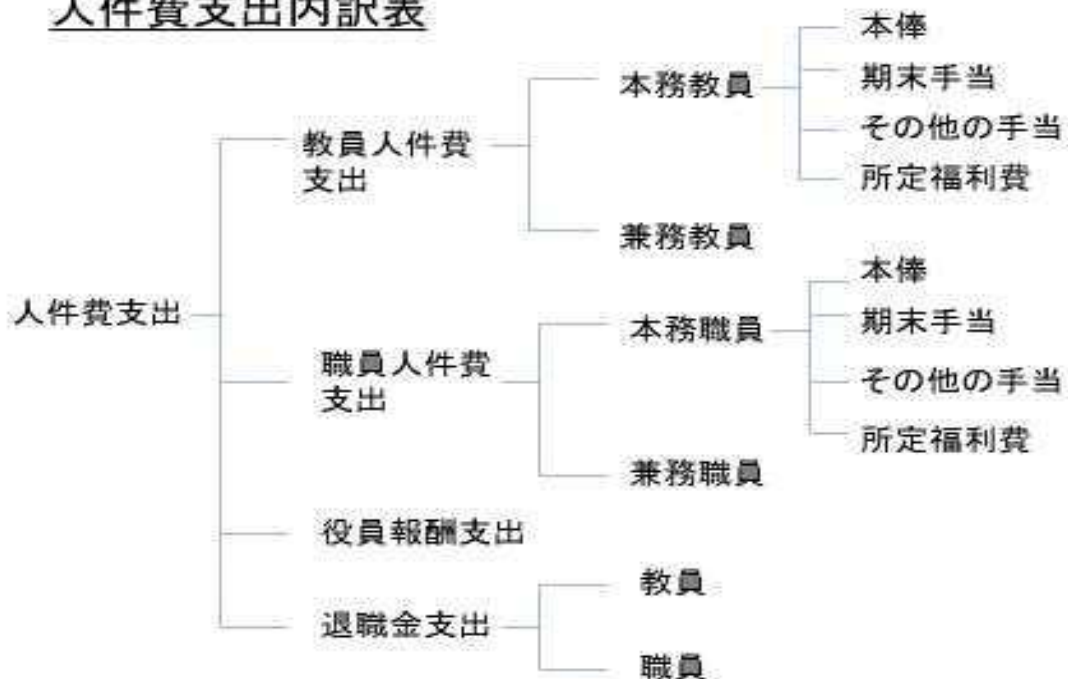 人件費支出内訳表
本俸
期末手当
その他の手当
所定福利費
本務教員
教員人件費
支出
兼務教員
人件費支出
本俸
期末手当
その他の手当
所定福利費
本務職員
職員人件費
支出
兼務職員
役員報酬支出
退職金支出
教員
職員